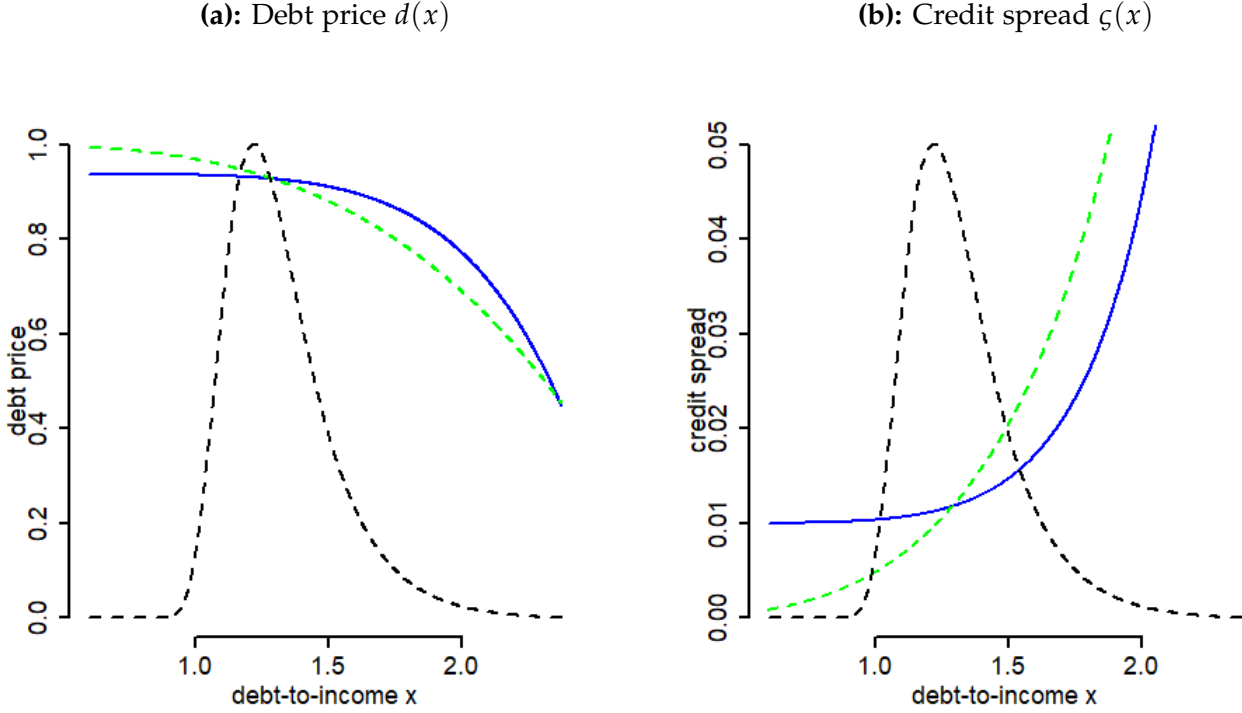 (a): Debt price d(x)
debt price
0.0 0.2 0.4 0.6 0.8 1.0
1.0 1.5 2.0
debt-to-income x
(b): Credit spread ς(x)
credit spread
0.00 0.01 0.02 0.03 0.04 0.05
1.0 1.5 2.0
debt-to-income x